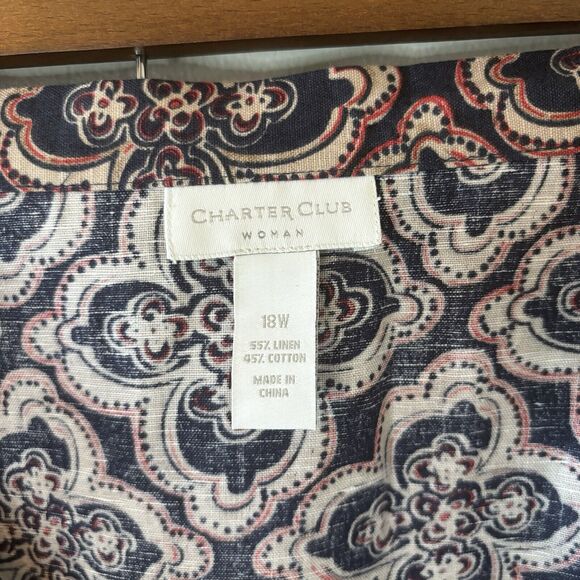 CHARTER CLUB
WOMAN
18W
55% LINEN
45% COTTON
MADE IN
CHINA